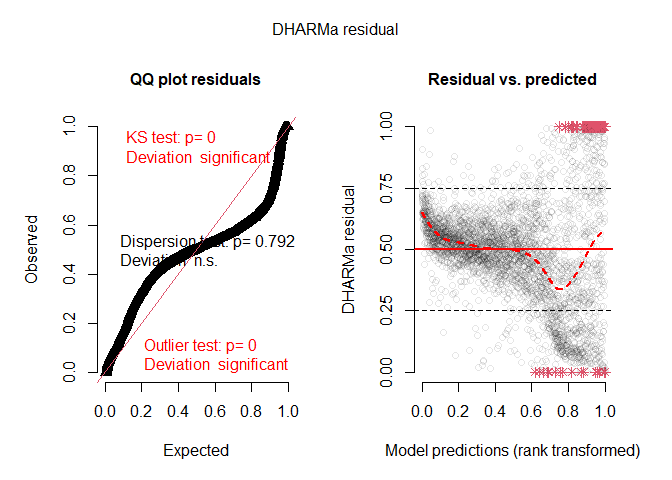 DHARMa residual
QQ plot residuals
KS test: p= 0
Deviation  significant
Dispersion test: p= 0.792
Deviation  n.s.
Outlier test: p= 0
Deviation  significant
Observed
0.0
0.2
0.4
0.6
0.8
1.0
0.0
0.2
0.4
0.6
0.8
1.0
Expected
Residual vs. predicted
DHARMa residual
0.00
0.25
0.50
0.75
1.00
0.0
0.2
0.4
0.6
0.8
1.0
Model predictions (rank transformed)